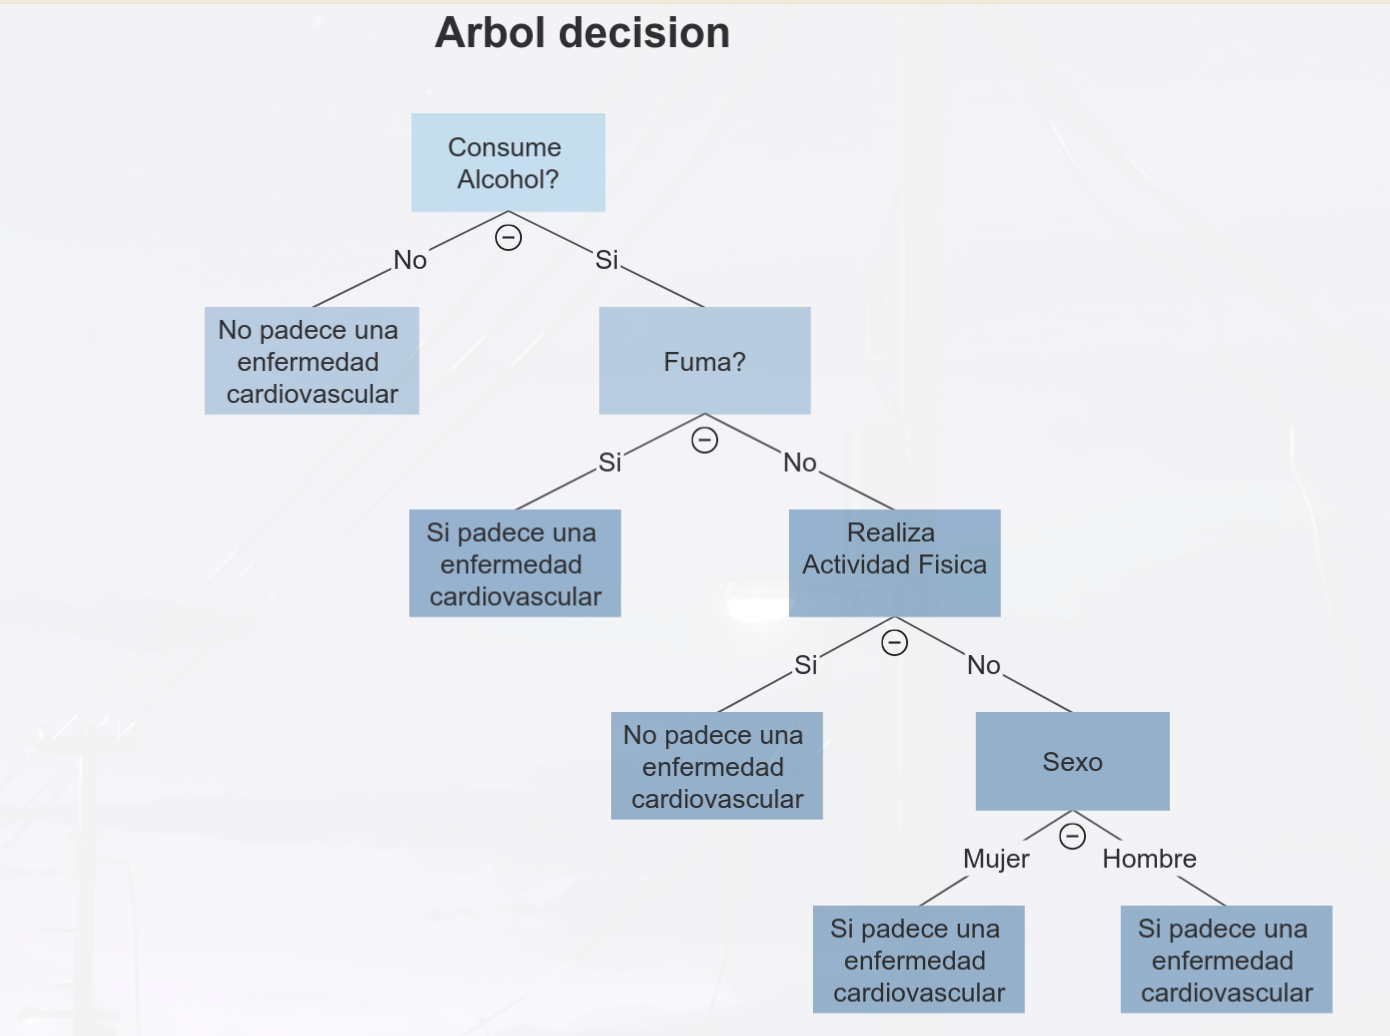 Arbol decision
Consume
Alcohol?
No
Si
No padece una
enfermedad
cardiovascular
Fuma?
Si
No
Si padece una
enfermedad
cardiovascular
Realiza
Actividad Fisica
Si
No
No padece una
enfermedad
cardiovascular
Sexo
Mujer
Hombre
Si padece una
enfermedad
cardiovascular
Si padece una
enfermedad
cardiovascular